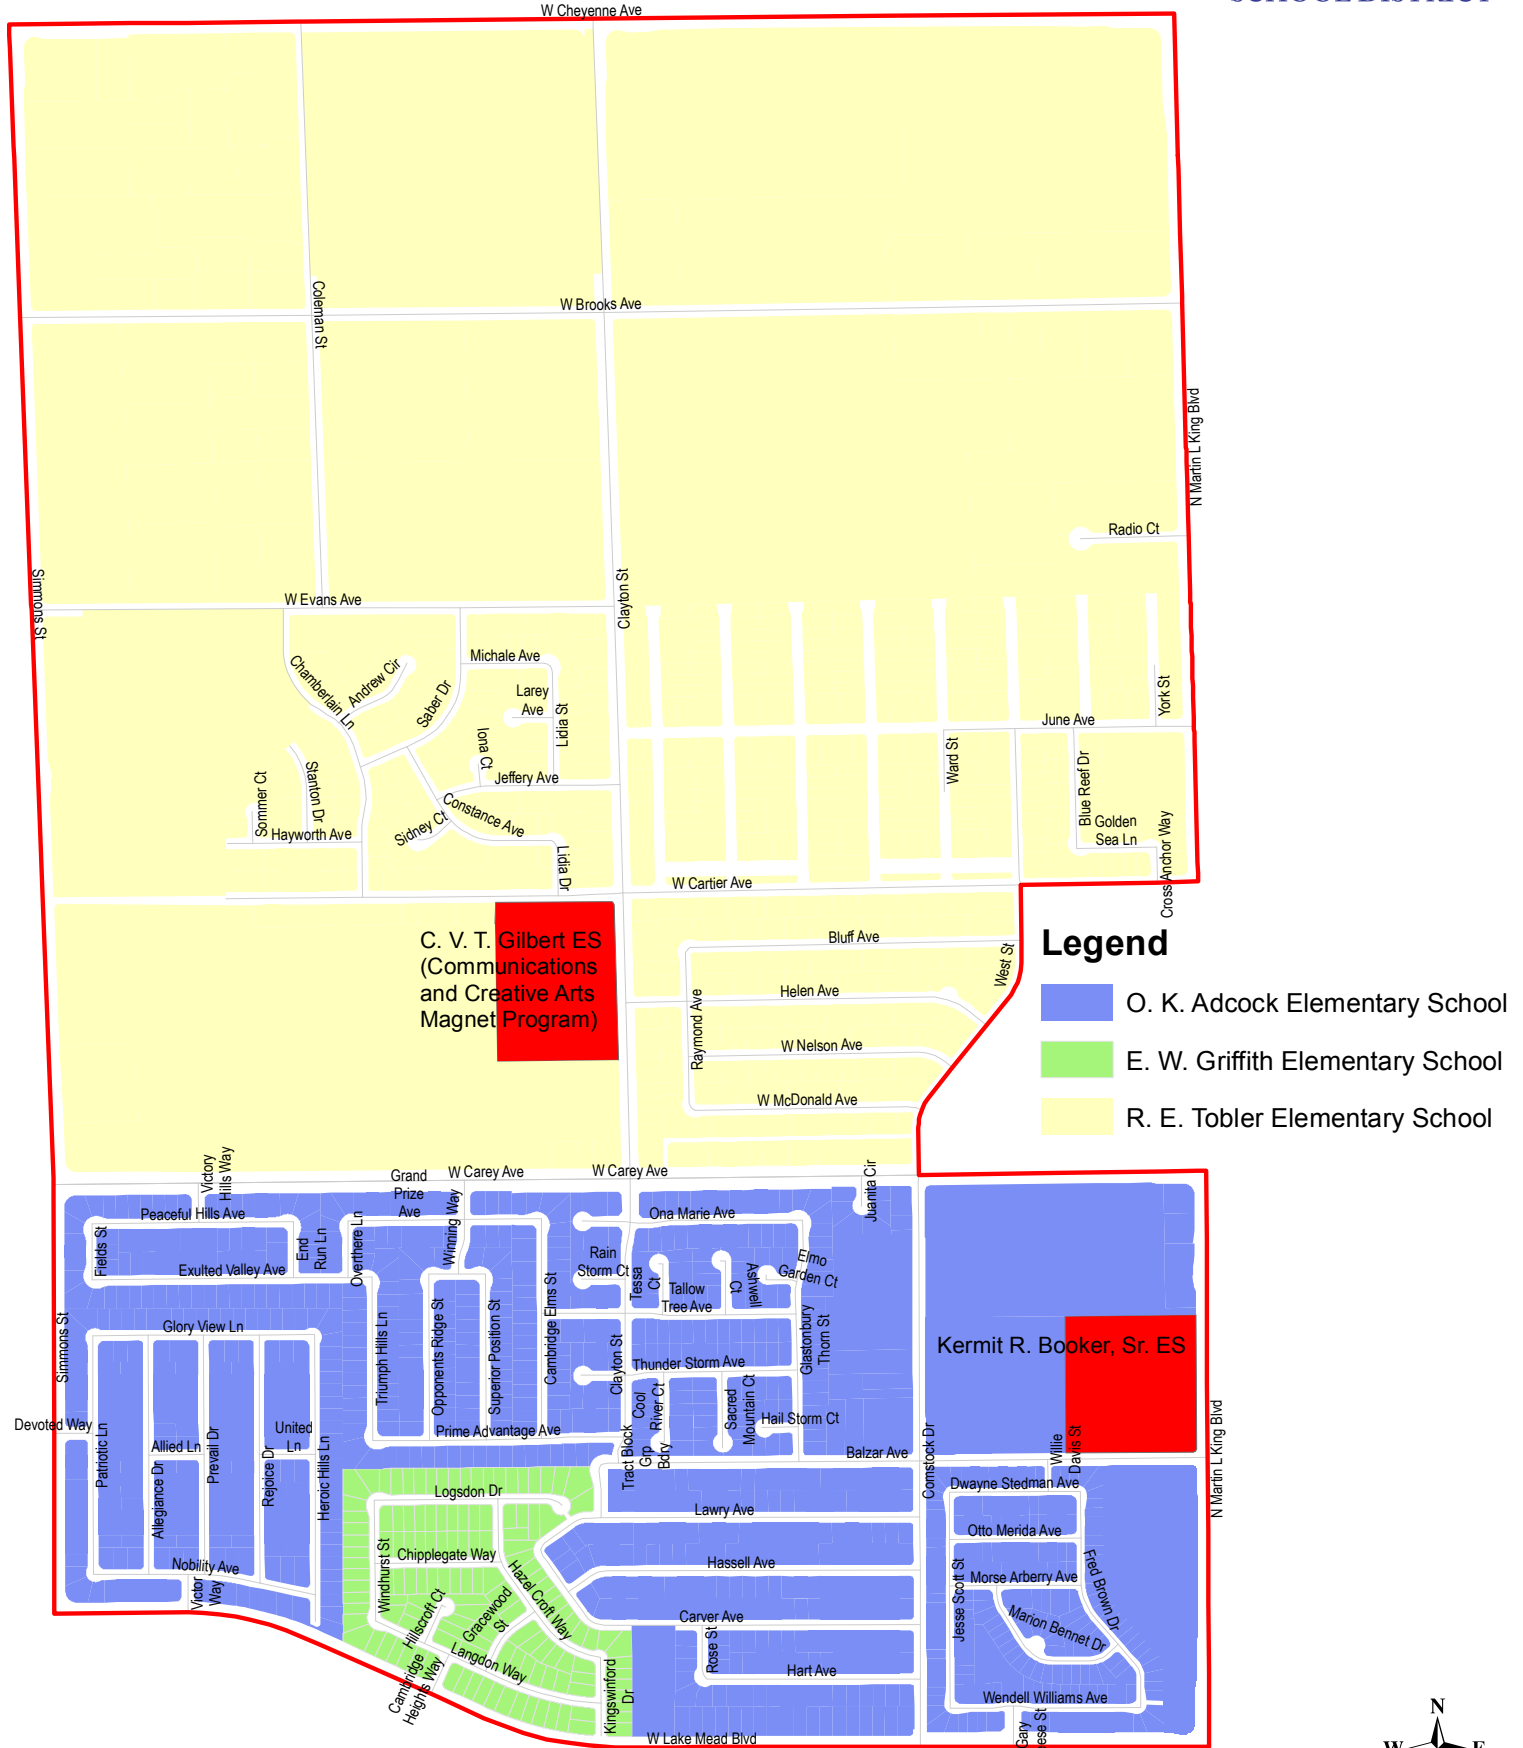 SCHOOL DISTRICT
W Cheyenne Ave
W Brooks Ave
Coleman St
N Martin L King Blvd
Radio Ct
Simmons St
W Evans Ave
Clayton St
Michale Ave
Chamberlain Ln
Andrew Cir
Saber Dr
Larey
Ave
Lidia St
York St
June Ave
Iona Ct
Ward St
Jeffery Ave
Blue Reef Dr
Sommer Ct
Stanton Dr
Constance Ave
Sidney Ct
Hayworth Ave
Golden
Sea Ln
Lidia Dr
Cross Anchor Way
W Cartier Ave
C. V. T. Gilbert ES
(Communications
and Creative Arts
Magnet Program)
Bluff Ave
West St
Helen Ave
Raymond Ave
W Nelson Ave
W McDonald Ave
Legend
O. K. Adcock Elementary School
E. W. Griffith Elementary School
R. E. Tobler Elementary School
Victory
Hills Way
W Carey Ave
W Carey Ave
Grand
Prize
Ave
Juanita Cir
Peaceful Hills Ave
Fields St
End
Run Ln
Overthere Ln
Winning Way
Ona Marie Ave
Exulted Valley Ave
Rain
Storm Ct
Tessa
Ct
Tallow
Tree Ave
Ashwell
Ct
Elmo
Garden Ct
Simmons St
Glory View Ln
Triumph Hills Ln
Opponents Ridge St
Superior Position St
Cambridge Elms St
Clayton St
Glastonbury
Thorn St
Thunder Storm Ave
Kermit R. Booker, Sr. ES
Cool
River Ct
Sacred
Mountain Ct
Hail Storm Ct
Devoted Way
Patriotic Ln
Allied Ln
Allegiance Dr
Prevail Dr
Rejoice Dr
United
Ln
Heroic Hills Ln
Prime Advantage Ave
Tract Block
Grp
Bdry
Balzar Ave
Comstock Dr
Willie
Davis St
N Martin L King Blvd
Logsdon Dr
Lawry Ave
Dwayne Stedman Ave
Otto Merida Ave
Windhurst St
Chipplegate Way
Hassell Ave
Hazel Croft Way
Nobility Ave
Victor
Way
Jesse Scott St
Morse Arberry Ave
Fred Brown Dr
Hillscroft Ct
Gracewood
St
Carver Ave
Marion Bennet Dr
Rose St
Langdon Way
Hart Ave
Cambridge
Heights Way
Kingswinford
Dr
Wendell Williams Ave
Gary
ese St
W Lake Mead Blvd
N
W
E